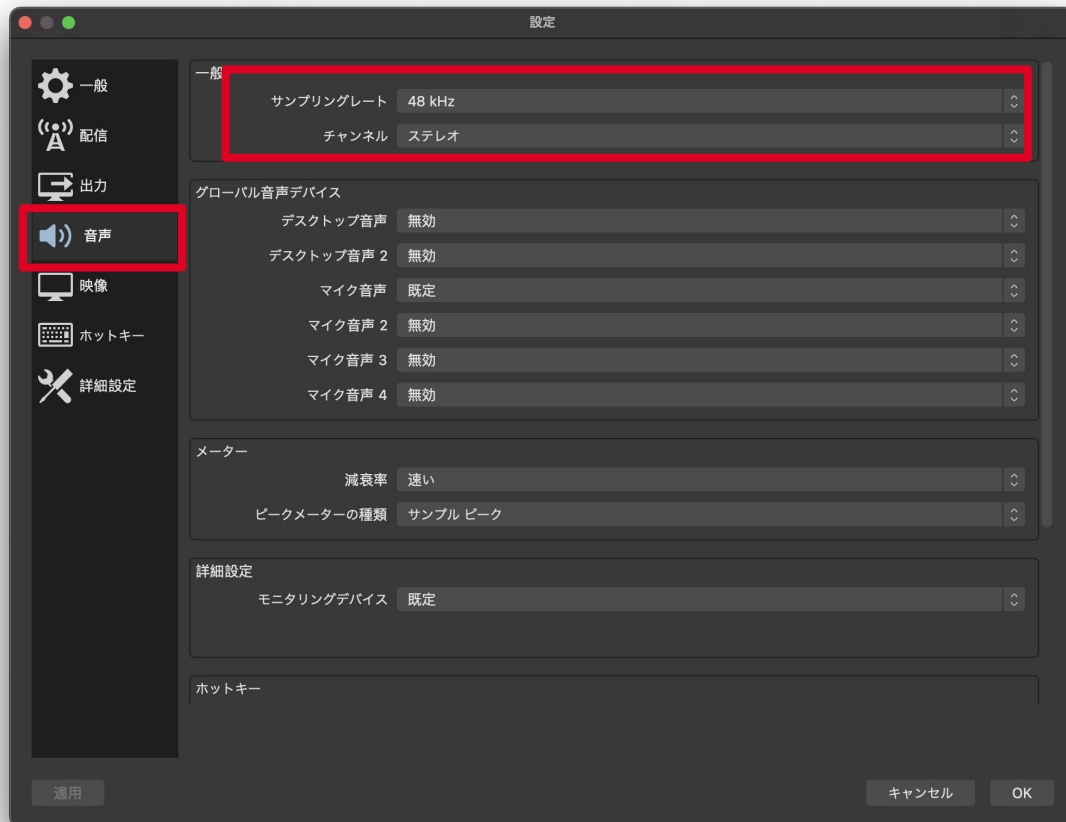 設定
一般
配信
出力
音声
映像
ホットキー
詳細設定
一般
サンプリングレート 48 kHz
チャンネル ステレオ
グローバル音声デバイス
デスクトップ音声 無効
デスクトップ音声 2 無効
マイク音声 既定
マイク音声 2 無効
マイク音声 3 無効
マイク音声 4 無効
メーター
減衰率 速い
ピークメーターの種類 サンプル ピーク
詳細設定
モニタリングデバイス 既定
ホットキー
適用 キャンセル OK